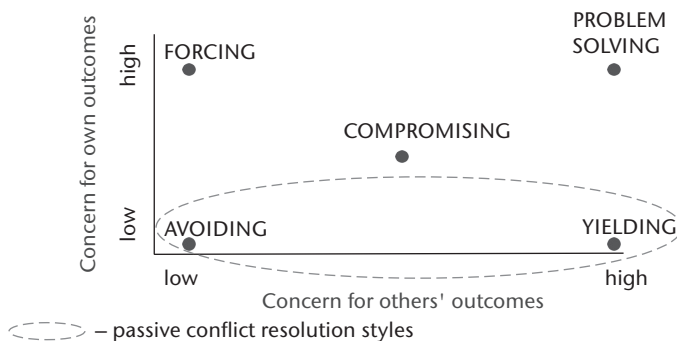 PROBLEM
SOLVING
FORCING
high
COMPROMISING
Concern for own outcomes
low
AVOIDING
YIELDING
low
high
Concern for others' outcomes
– passive conflict resolution styles